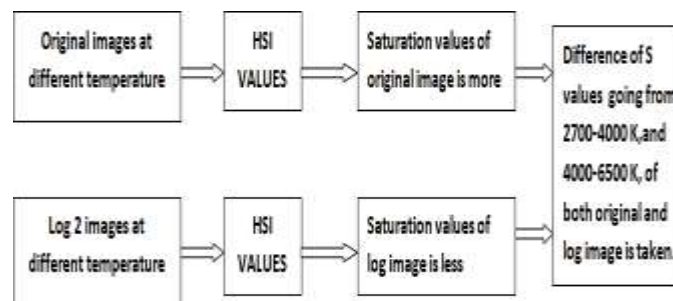 Original images at
different temperature
HSI
VALUES
Saturation values of
original image is more
Difference of S
values going from
2700-4000 K,and
4000-6500 K, of
both original and
log image is taken.
Log 2 images at
different temperature
HSI
VALUES
Saturation values of
log image is less